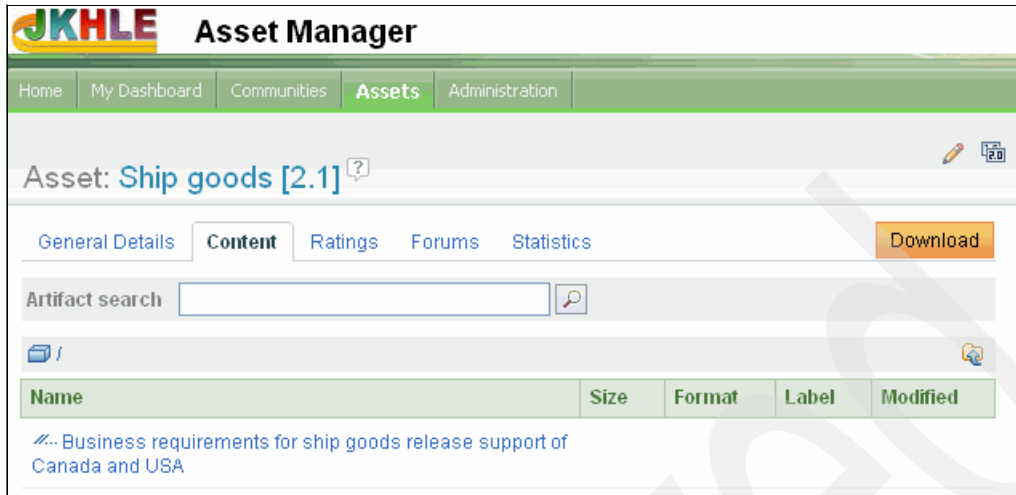 JKHLE Asset Manager
Home My Dashboard Communities Assets Administration
Asset: Ship goods [2.1] ?
2.0
General Details Content Ratings Forums Statistics Download
Artifact search
/
Name Size Format Label Modified
Business requirements for ship goods release support of
Canada and USA